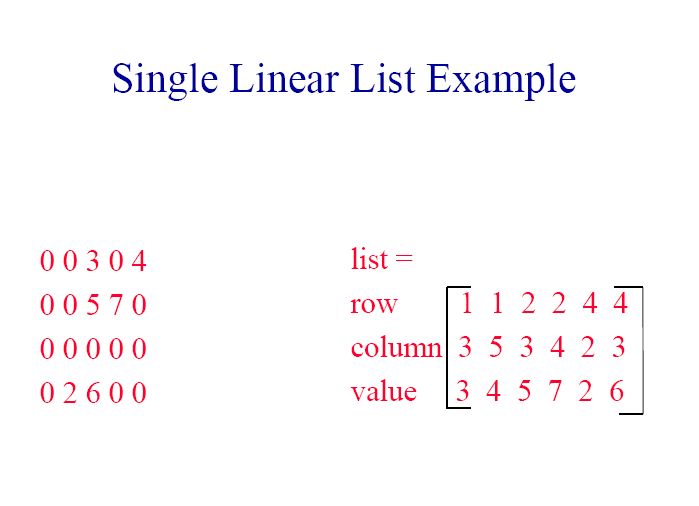 Single Linear List Example
0 0 3 0 4
0 0 5 7 0
0 0 0 0 0
0 2 6 0 0
list =
row 1 1 2 2 4 4
column 3 5 3 4 2 3
value 3 4 5 7 2 6